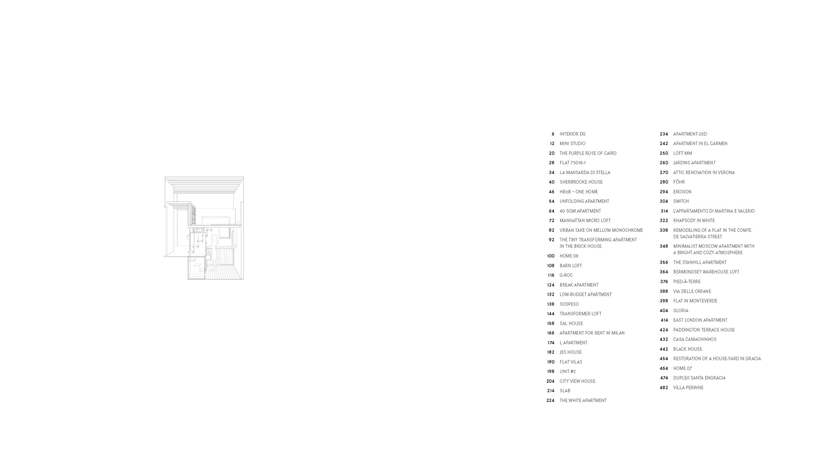 6 INTERIOR DG
12 MINI STUDIO
20 THE PURPLE ROSE OF CAIRO
28 FLAT 75018-1
34 LA MANSARDA DI STELLA
40 SHERBROOKE HOUSE
46 HB6B – ONE HOME
54 UNFOLDING APARTMENT
64 40 SQM APARTMENT
72 MANHATTAN MICRO LOFT
82 URBAN TAKE ON MELLOW MONOCHROME
92 THE TINY TRANSFORMING APARTMENT
IN THE BRICK HOUSE
100 HOME 08
108 BARN LOFT
118 G-ROC
124 BREAK APARTMENT
132 LOW-BUDGET APARTMENT
138 SOSPESO
144 TRANSFORMER LOFT
158 SAL HOUSE
166 APARTMENT FOR RENT IN MILAN
174 L APARTMENT
182 JES HOUSE
190 FLAT VILAS
198 UNIT #2
204 CITY VIEW HOUSE
214 SLAB
224 THE WHITE APARTMENT
234 APARTMENT-26D
242 APARTMENT IN EL CARMEN
250 LOFT MM
260 JARDINS APARTMENT
270 ATTIC RENOVATION IN VERONA
280 FÖHR
294 EROSION
304 SWITCH
314 L'APPARTAMENTO DI MARTINA E VALERIO
322 RHAPSODY IN WHITE
338 REMODELING OF A FLAT IN THE COMTE
DE SALVATIERRA STREET
348 MINIMALIST MOSCOW APARTMENT WITH
A BRIGHT AND COZY ATMOSPHERE
356 THE STANHILL APARTMENT
364 BERMONDSEY WAREHOUSE LOFT
376 PIED-À-TERRE
388 VIA DELLE ORFANE
398 FLAT IN MONTEVERDE
404 GLORIA
414 EAST LONDON APARTMENT
424 PADDINGTON TERRACE HOUSE
432 CASA CAMACHINHOS
442 BLACK HOUSE
454 RESTORATION OF A HOUSE-YARD IN GRACIA
464 HOME 07
474 DUPLEX SANTA ENGRACIA
482 VILLA PERWINS